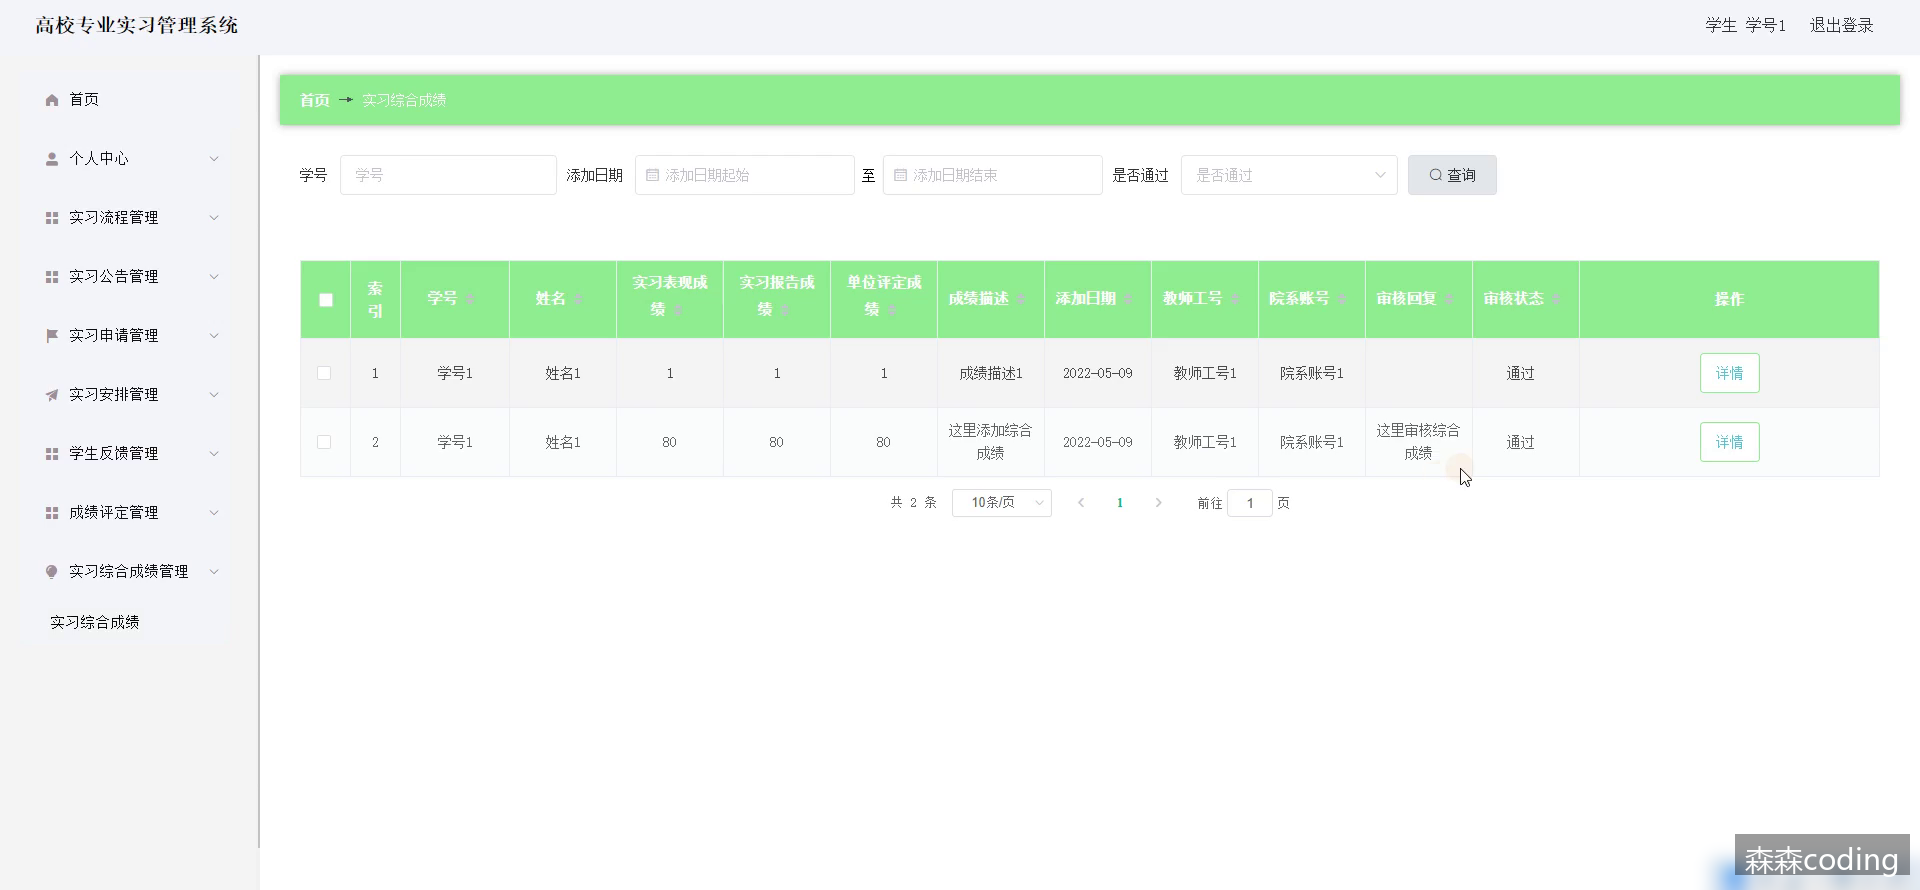 高校专业实习管理系统
学生 学号1 退出登录
首页
个人中心
实习流程管理
实习公告管理
实习申请管理
实习安排管理
学生反馈管理
成绩评定管理
实习综合成绩管理
实习综合成绩
首页 → 实习综合成绩
学号 学号 添加日期 添加日期起始 至 添加日期结束 是否通过 是否通过 查询
索引 学号 姓名 实习表现成绩 实习报告成绩 单位评定成绩 成绩描述 添加日期 教师工号 院系账号 审核回复 审核状态 操作
1 学号1 姓名1 1 1 1 成绩描述1 2022-05-09 教师工号1 院系账号1 通过 详情
2 学号1 姓名1 80 80 80 这里添加综合成绩 2022-05-09 教师工号1 院系账号1 这里审核综合成绩 通过 详情
共 2 条 10条/页 1 前往 1 页
森森coding